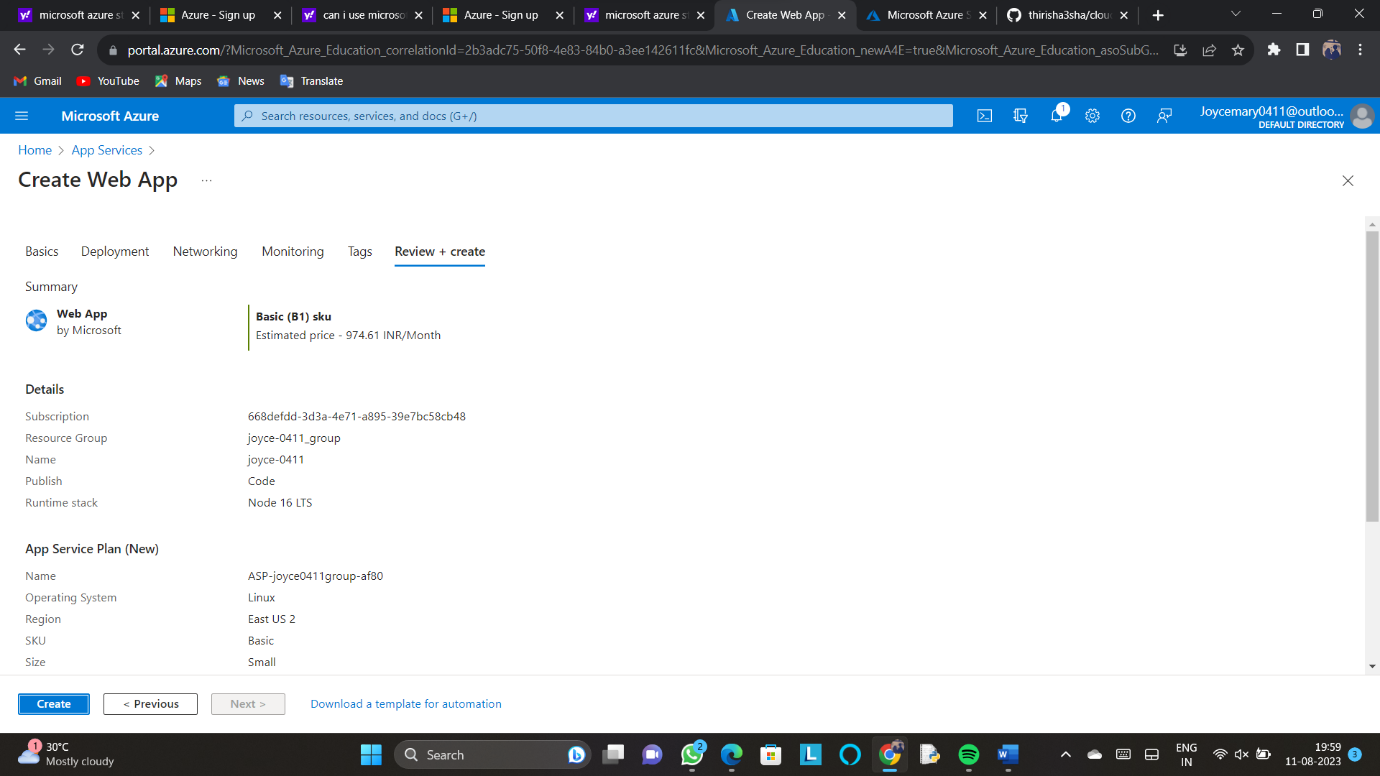 microsoft azure st
Azure - Sign up
can i use microso
Azure - Sign up
microsoft azure st
Create Web App -
Microsoft Azure S
thirisha3sha/clou
portal.azure.com/?Microsoft_Azure_Education_correlationId=2b3adc75-50f8-4e83-84b0-a3ee142611fc&Microsoft_Azure_Education_newA4E=true&Microsoft_Azure_Education_asoSubG...
Gmail YouTube Maps News Translate
Microsoft Azure
Search resources, services, and docs (G+/)
1
Joycemary0411@outloo...
DEFAULT DIRECTORY
Home > App Services >
Create Web App ...
Basics Deployment Networking Monitoring Tags Review + create
Summary
Web App
by Microsoft
Basic (B1) sku
Estimated price - 974.61 INR/Month
Details
Subscription 668defdd-3d3a-4e71-a895-39e7bc58cb48
Resource Group joyce-0411_group
Name joyce-0411
Publish Code
Runtime stack Node 16 LTS
App Service Plan (New)
Name ASP-joyce0411group-af80
Operating System Linux
Region East US 2
SKU Basic
Size Small
Create < Previous Next > Download a template for automation
1
30°C
Mostly cloudy
Search
2
ENG
IN
19:59
11-08-2023
3